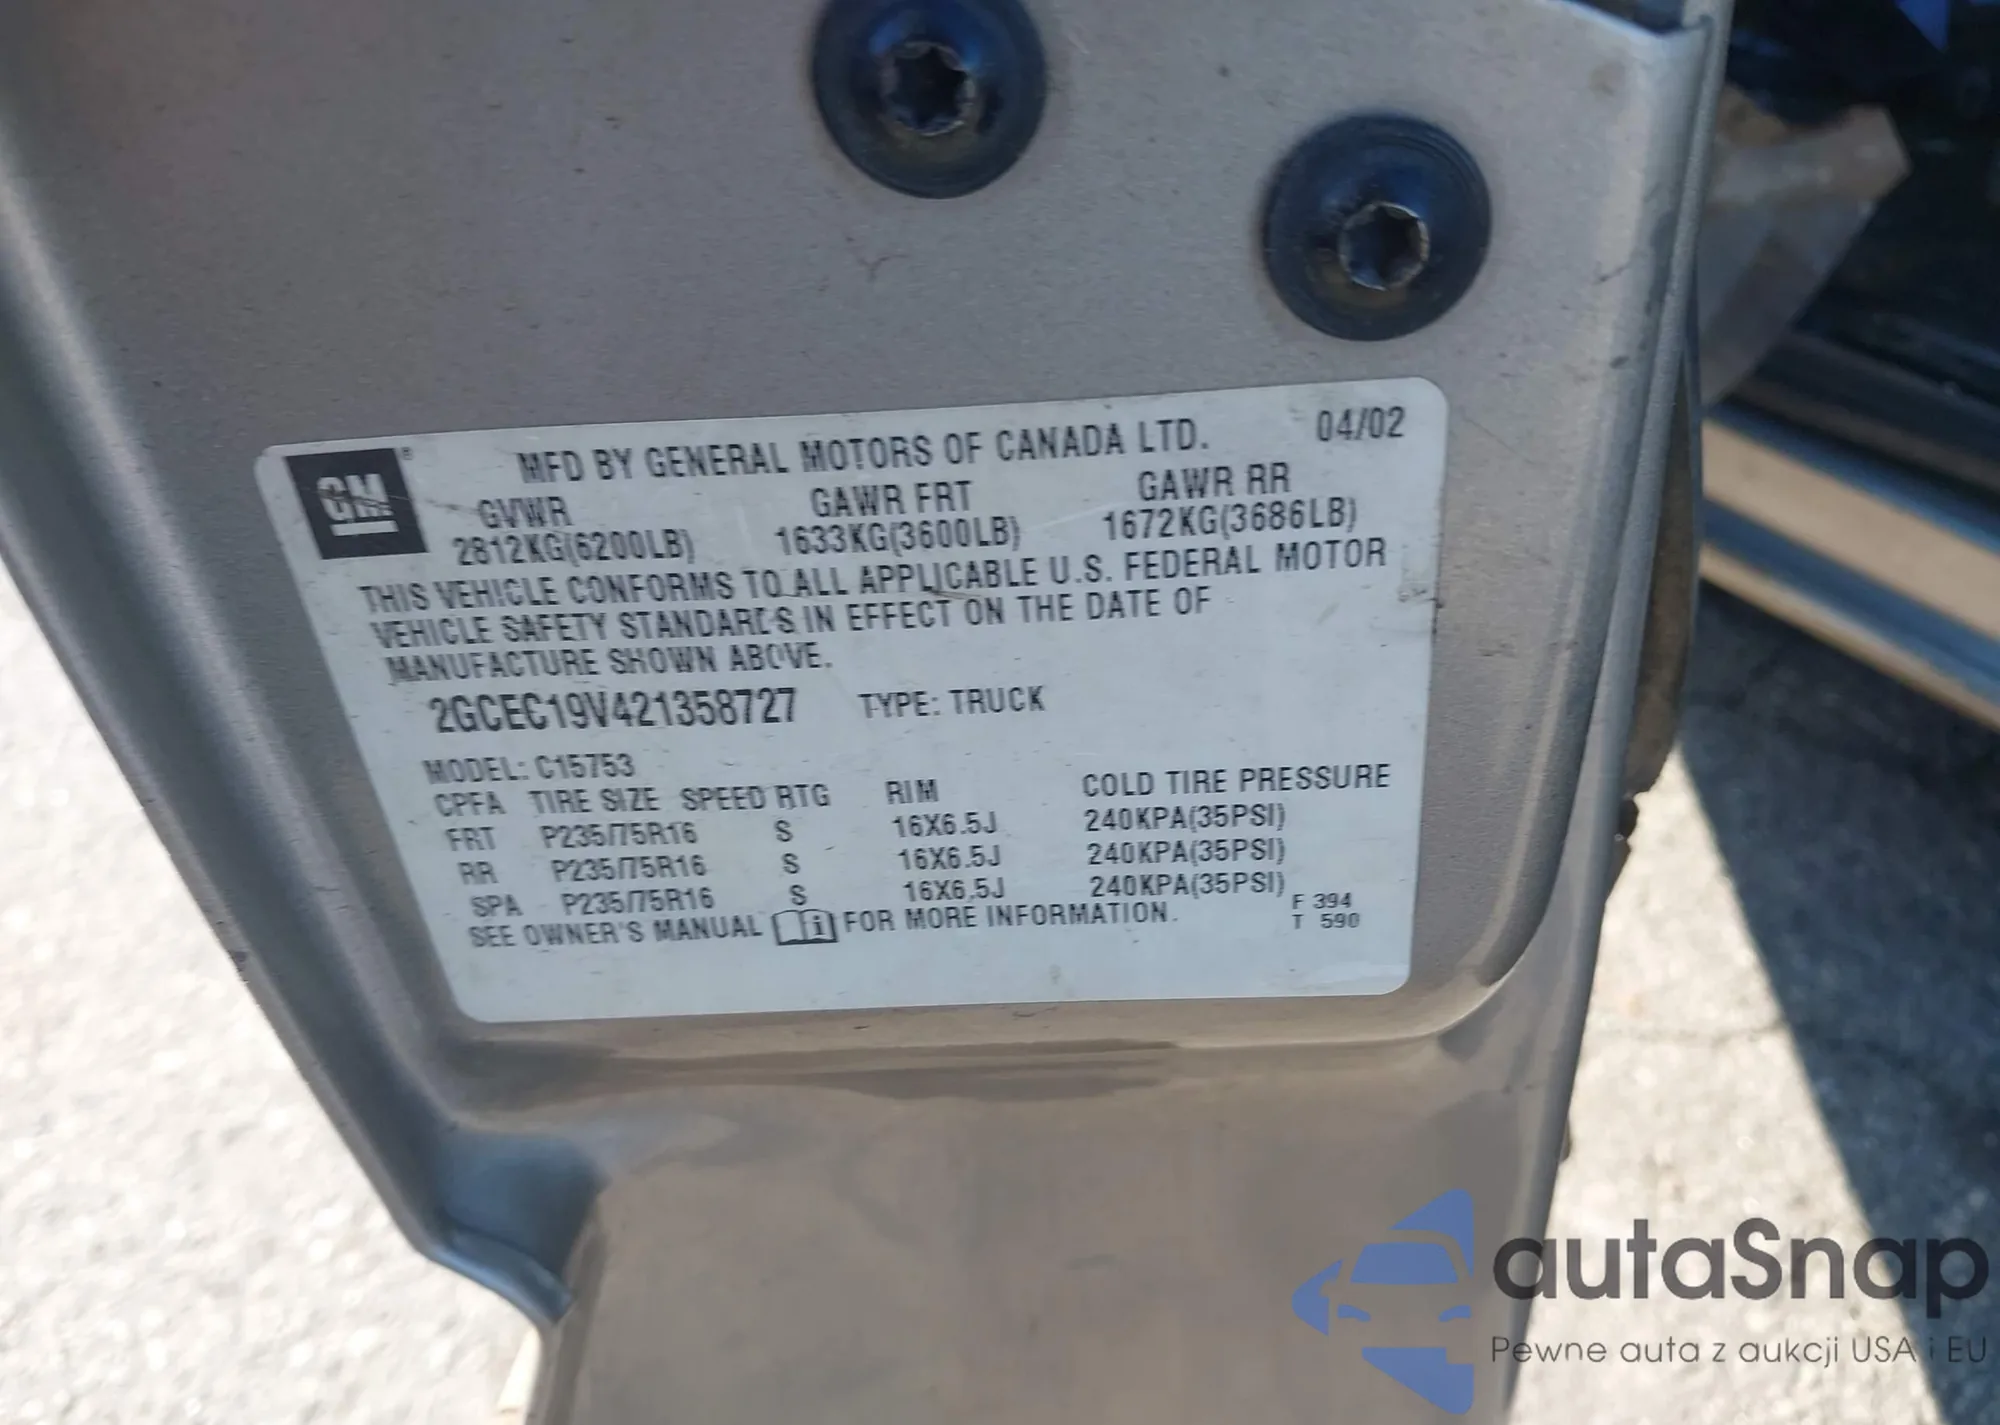 GM®
MFD BY GENERAL MOTORS OF CANADA LTD. 04/02
GVWR GAWR FRT GAWR RR
2812KG(6200LB) 1633KG(3600LB) 1672KG(3686LB)
THIS VEHICLE CONFORMS TO ALL APPLICABLE U.S. FEDERAL MOTOR
VEHICLE SAFETY STANDARDS IN EFFECT ON THE DATE OF
MANUFACTURE SHOWN ABOVE.
2GCEC19V421358727 TYPE: TRUCK
MODEL: C15753
CPFA TIRE SIZE SPEED RTG RIM COLD TIRE PRESSURE
FRT P235/75R16 S 16X6.5J 240KPA(35PSI)
RR P235/75R16 S 16X6.5J 240KPA(35PSI)
SPA P235/75R16 S 16X6.5J 240KPA(35PSI)
SEE OWNER'S MANUAL i FOR MORE INFORMATION.
F 394
T 590
autaSnap
Pewne auta z aukcji USA i EU